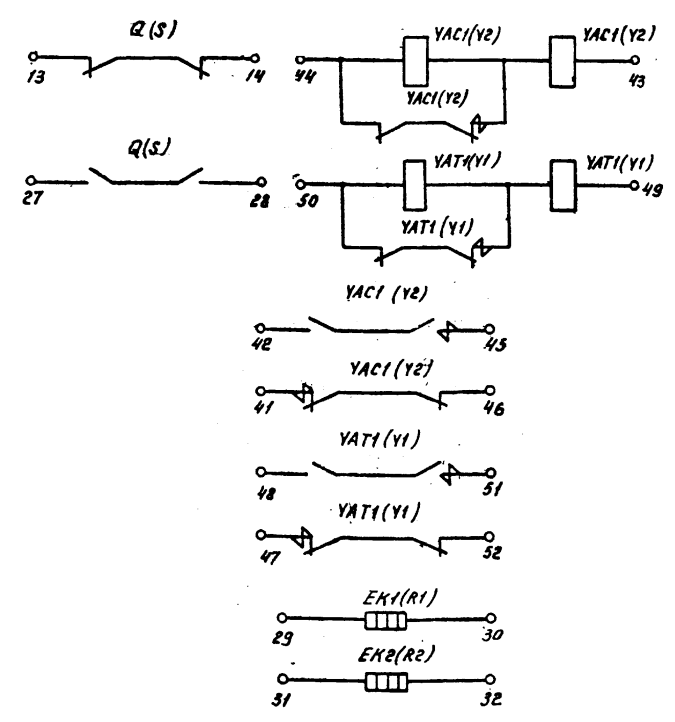 Q(S)
13
14
YAC1(Y2)
YAC1(Y2)
44
43
YAC1(Y2)
Q(S)
27
28
YAT1(Y1)
YAT1(Y1)
50
49
YAT1(Y1)
YAC1 (Y2)
42
45
YAC1(Y2)
41
46
YAT1(Y1)
48
51
YAT1(Y1)
47
52
EK1(R1)
29
30
EK2(R2)
31
32